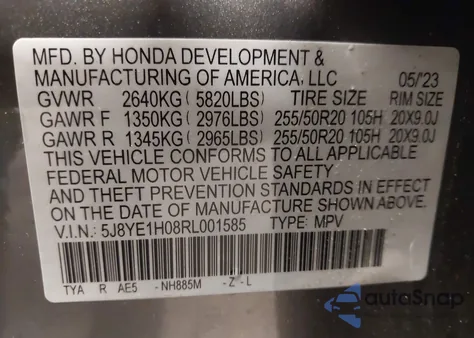 MFD. BY HONDA DEVELOPMENT &
MANUFACTURING OF AMERICA, LLC 05/23
GVWR 2640KG ( 5820LBS) TIRE SIZE RIM SIZE
GAWR F 1350KG ( 2976LBS) 255/50R20 105H 20X9.0J
GAWR R 1345KG ( 2965LBS) 255/50R20 105H 20X9.0J
THIS VEHICLE CONFORMS TO ALL APPLICABLE
FEDERAL MOTOR VEHICLE SAFETY
AND THEFT PREVENTION STANDARDS IN EFFECT
ON THE DATE OF MANUFACTURE SHOWN ABOVE.
V.I.N.: 5J8YE1H08RL001585 TYPE: MPV
TYA R AE5 - NH885M - Z - L
autoSnap